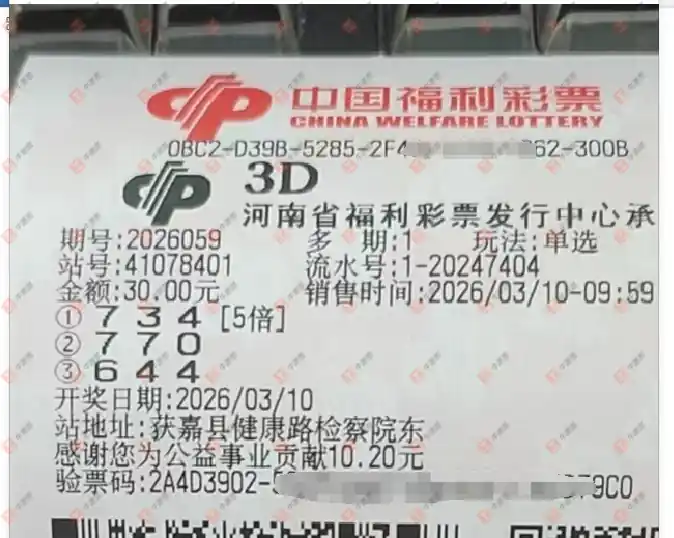 中国福利彩票
CHINA WELFARE LOTTERY
0BC2-D39B-5285-2F4 62-300B
3D
河南省福利彩票发行中心承
期号:2026059 多 期:1 玩法:单选
站号:41078401 流水号:1-20247404
金额:30.00元 销售时间:2026/03/10-09:59
① 7 3 4 [5倍]
② 7 7 0
③ 6 4 4
开奖日期:2026/03/10
站地址:获嘉县健康路检察院东
感谢您为公益事业贡献10.20元
验票码:2A4D3902- 79C0